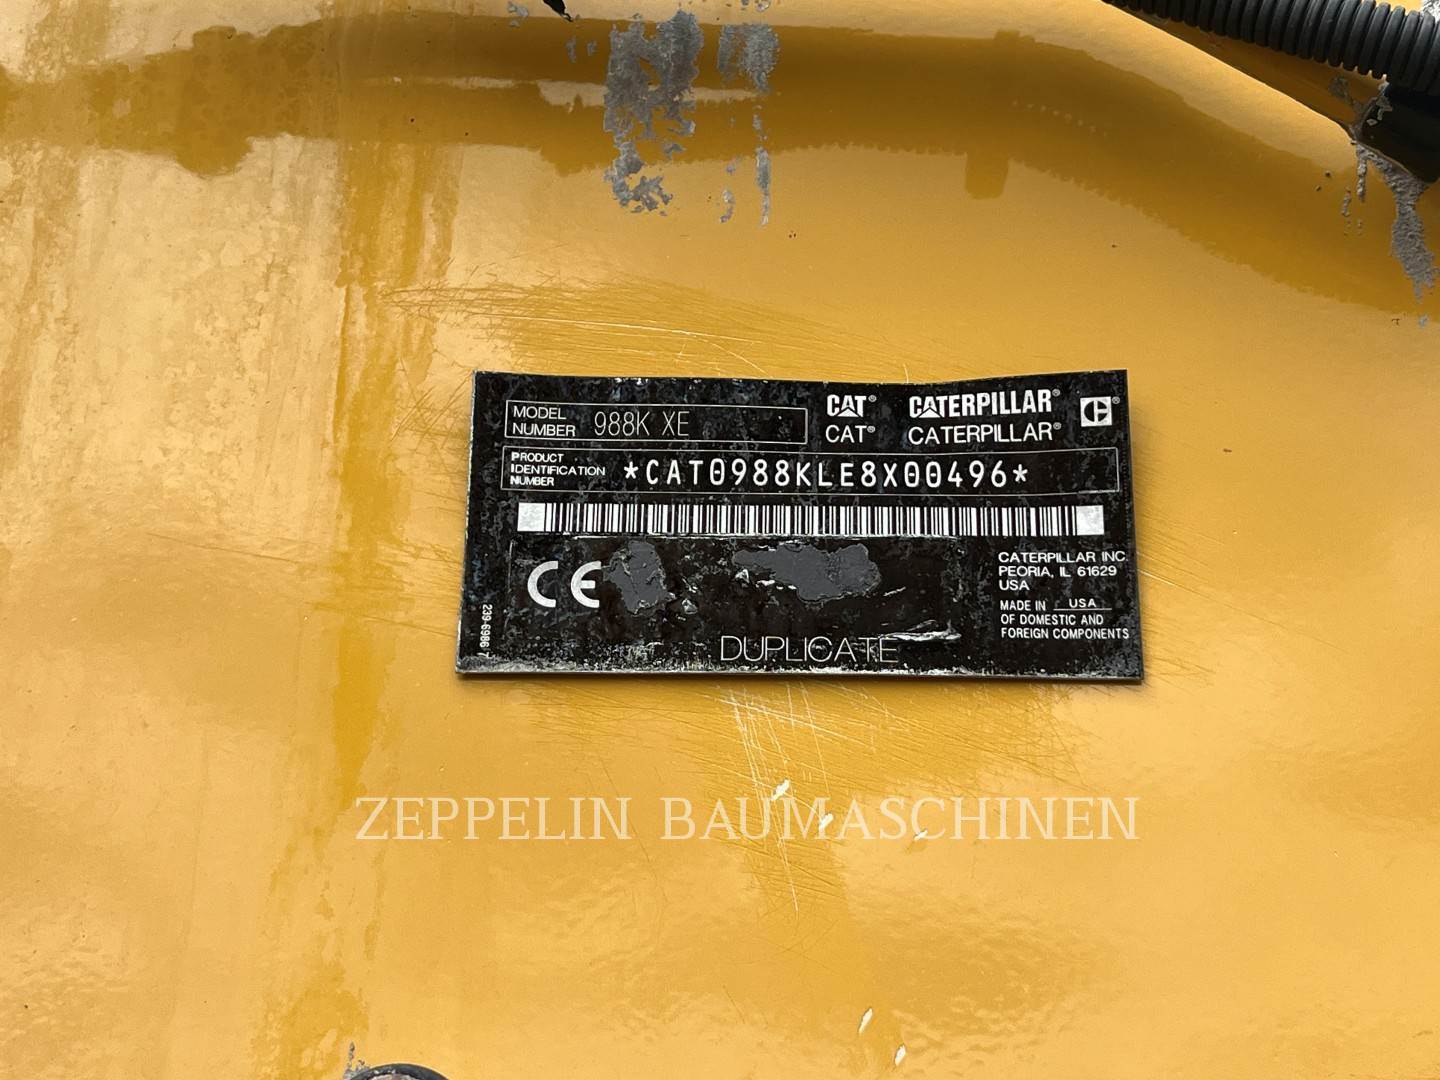 MODEL NUMBER 988K XE
CAT® CATERPILLAR® C®
CAT® CATERPILLAR®
PRODUCT IDENTIFICATION NUMBER *CAT0988KLE8X00496*
CE
CATERPILLAR INC.
PEORIA, IL 61629
USA
MADE IN USA
OF DOMESTIC AND
FOREIGN COMPONENTS
239-6986 7
DUPLICATE
ZEPPELIN BAUMASCHINEN